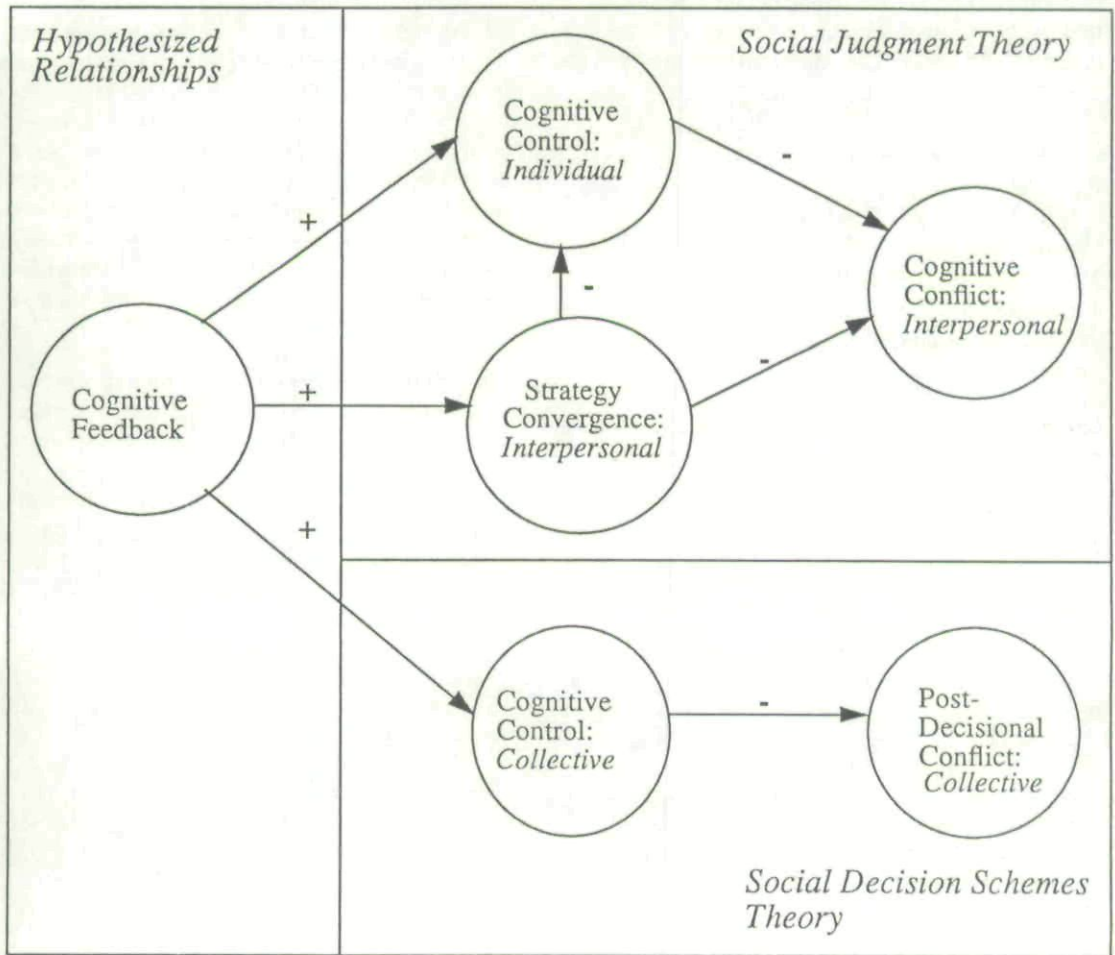 Hypothesized
Relationships
Social Judgment Theory
Cognitive
Control:
Individual
-
+
Cognitive
Conflict:
Interpersonal
-
Strategy
Convergence:
Interpersonal
-
Cognitive
Feedback
+
+
Cognitive
Control:
Collective
-
Post-
Decisional
Conflict:
Collective
Social Decision Schemes
Theory